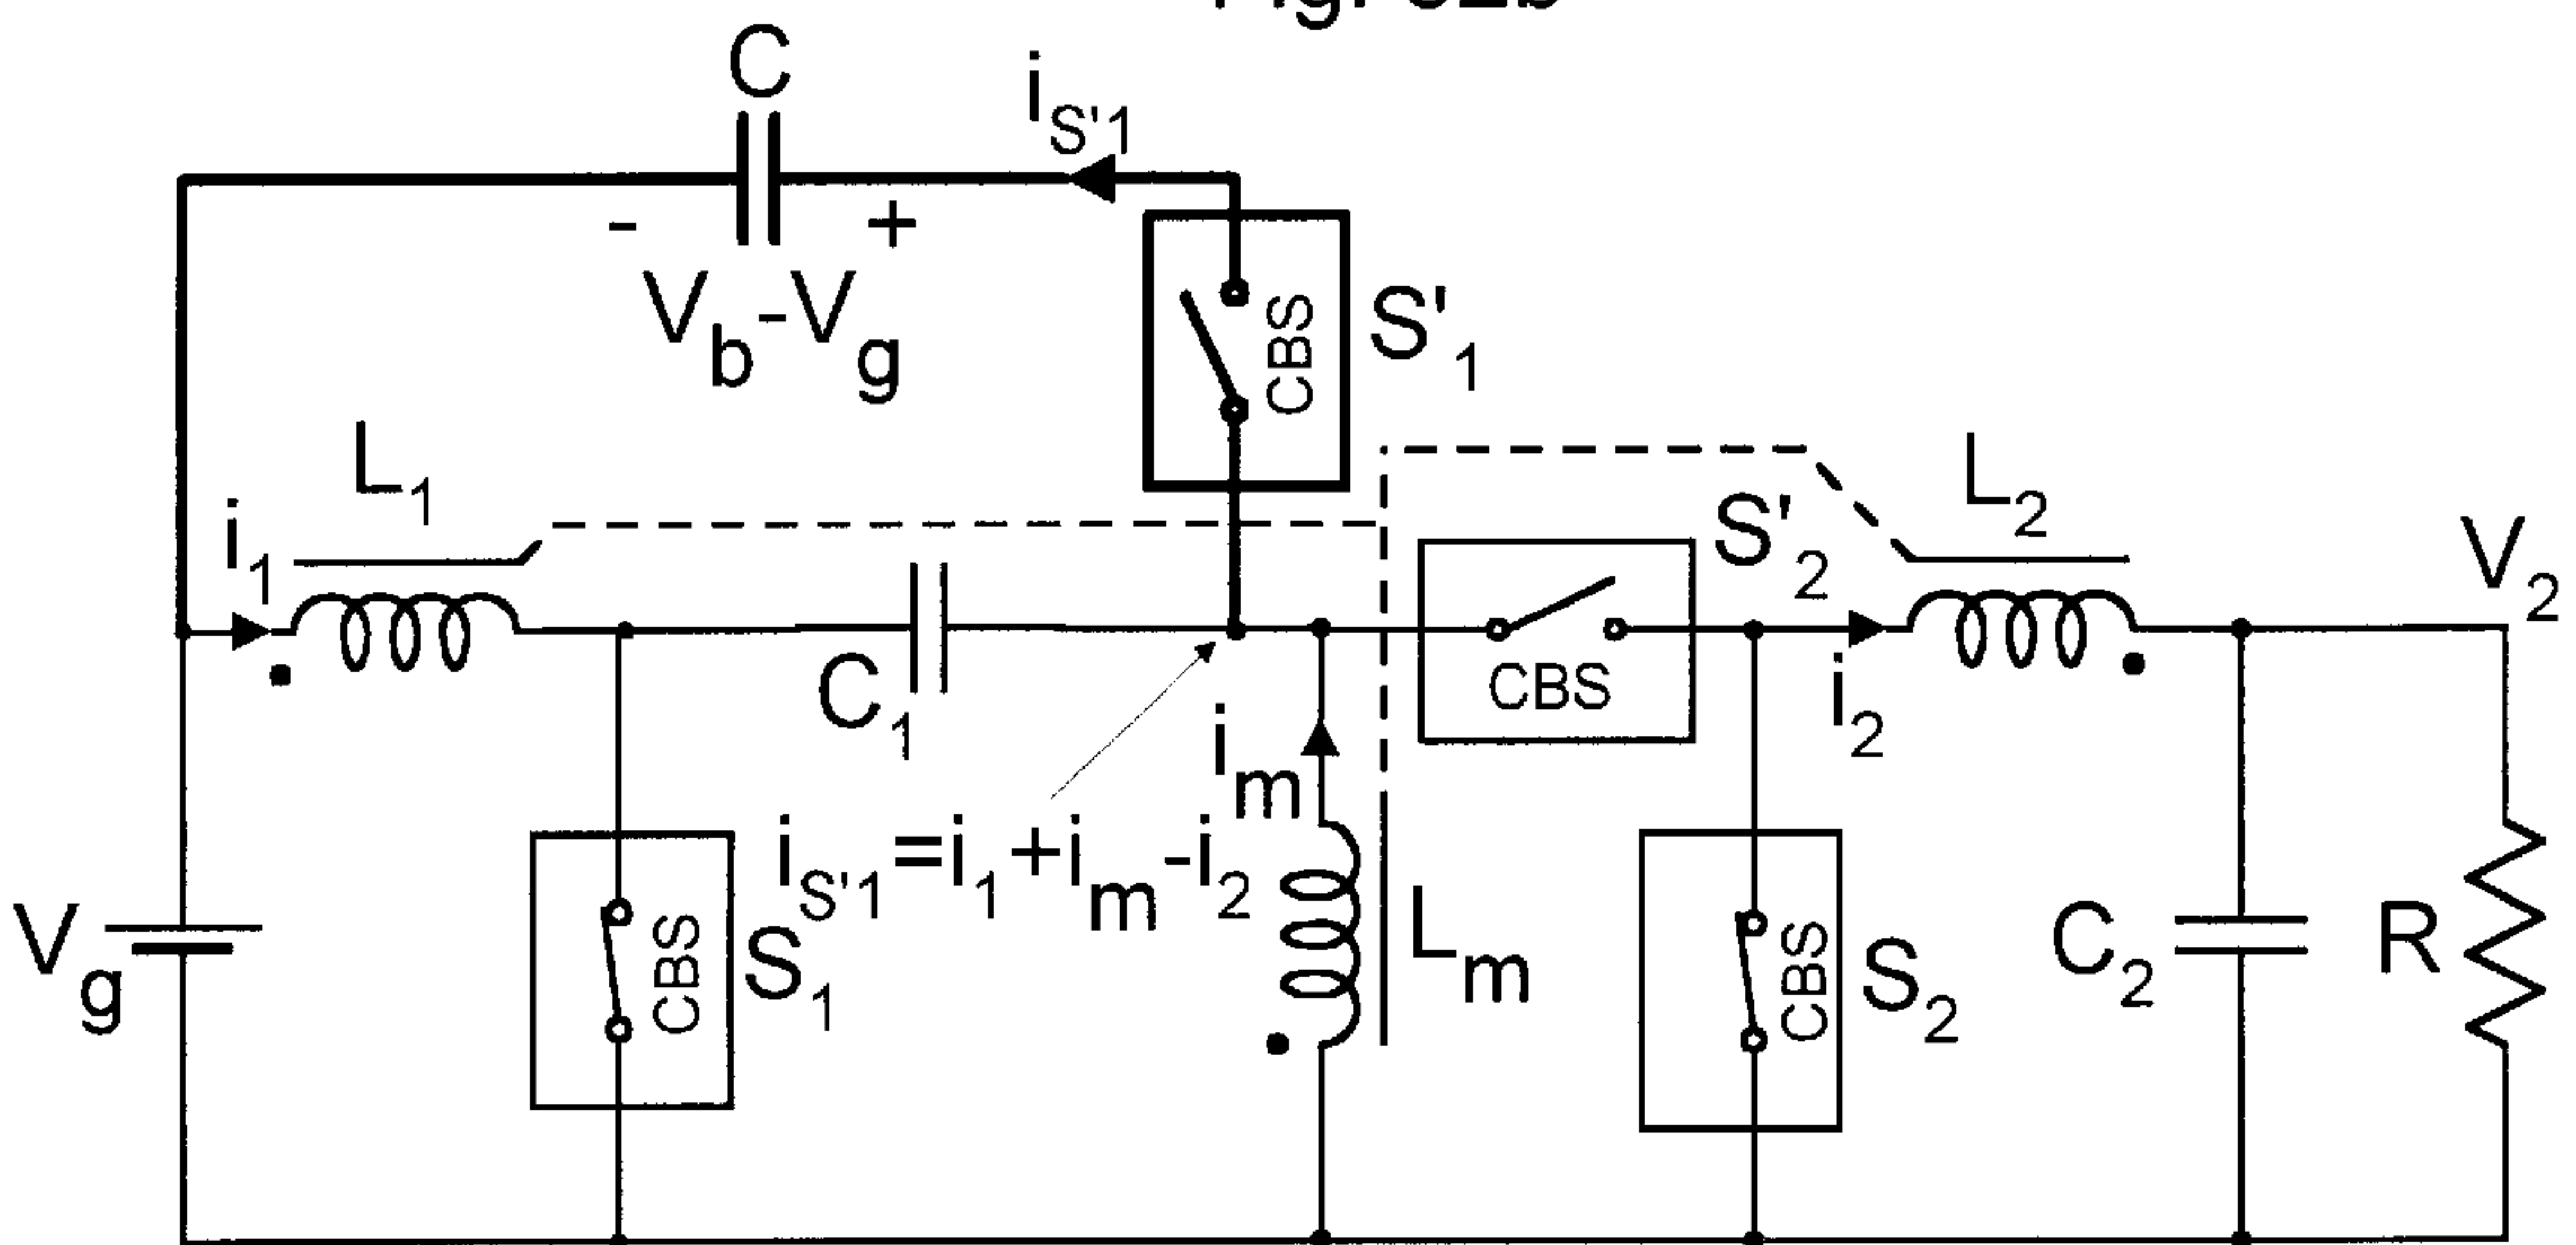 C
i_S'1
- +
V_b-V_g
CBS
S'_1
L_1
i_1
L_2
S'_2
V_2
C_1
CBS
i_2
i_m
i_S'1=i_1+i_m-i_2
V_g
CBS
S_1
L_m
CBS
S_2
C_2
R